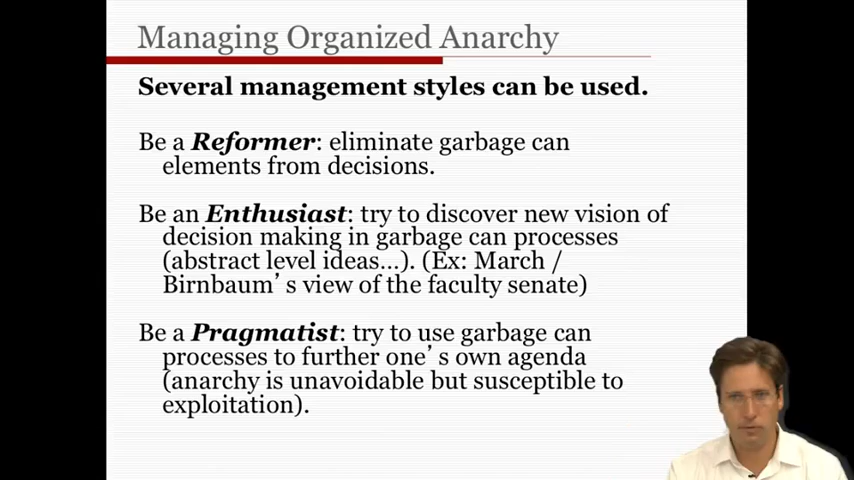 Managing Organized Anarchy
Several management styles can be used.
Be a Reformer: eliminate garbage can
elements from decisions.
Be an Enthusiast: try to discover new vision of
decision making in garbage can processes
(abstract level ideas...). (Ex: March /
Birnbaum's view of the faculty senate)
Be a Pragmatist: try to use garbage can
processes to further one's own agenda
(anarchy is unavoidable but susceptible to
exploitation).